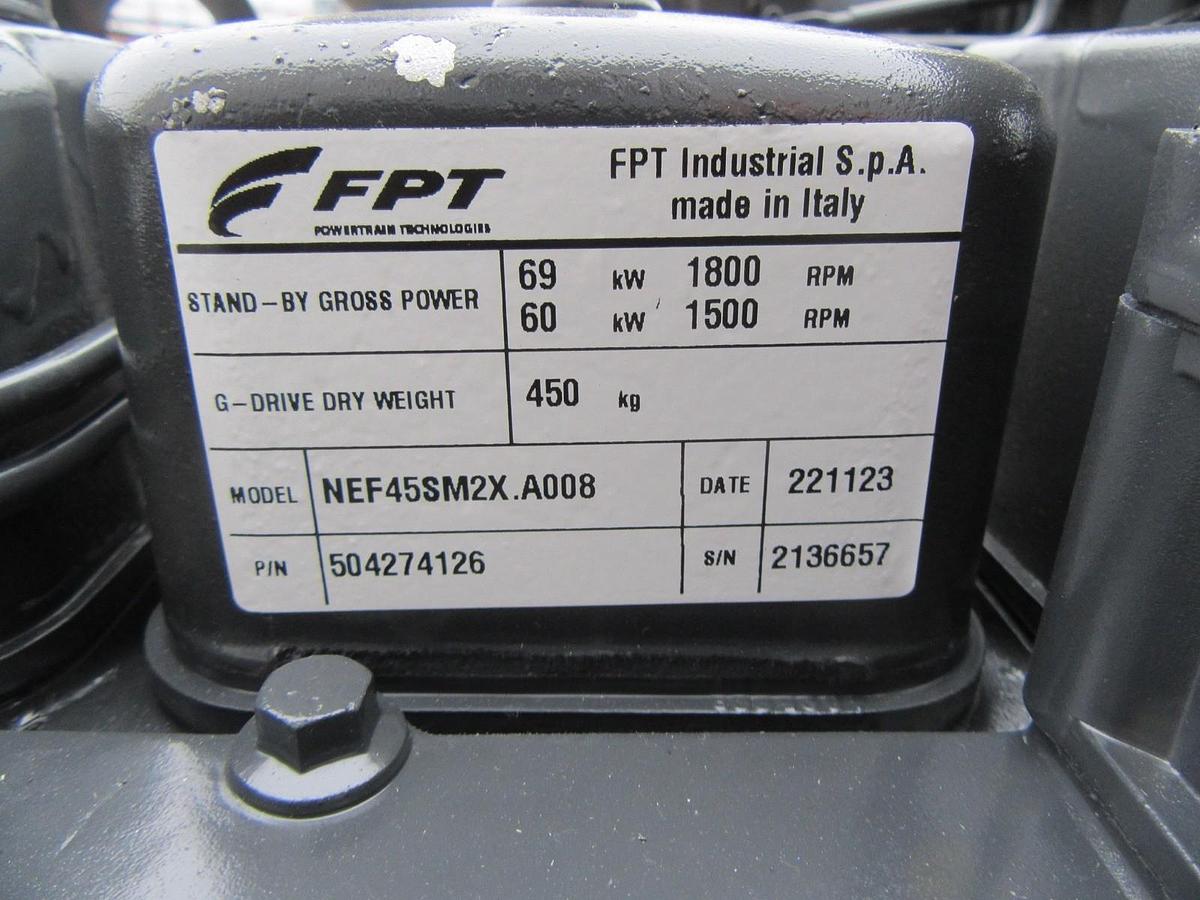 FPT
POWERTRAIN TECHNOLOGIES
FPT Industrial S.p.A.
made in Italy
STAND-BY GROSS POWER
69 kW 1800 RPM
60 kW 1500 RPM
G-DRIVE DRY WEIGHT 450 kg
MODEL NEF45SM2X.A008 DATE 221123
P/N 504274126 S/N 2136657